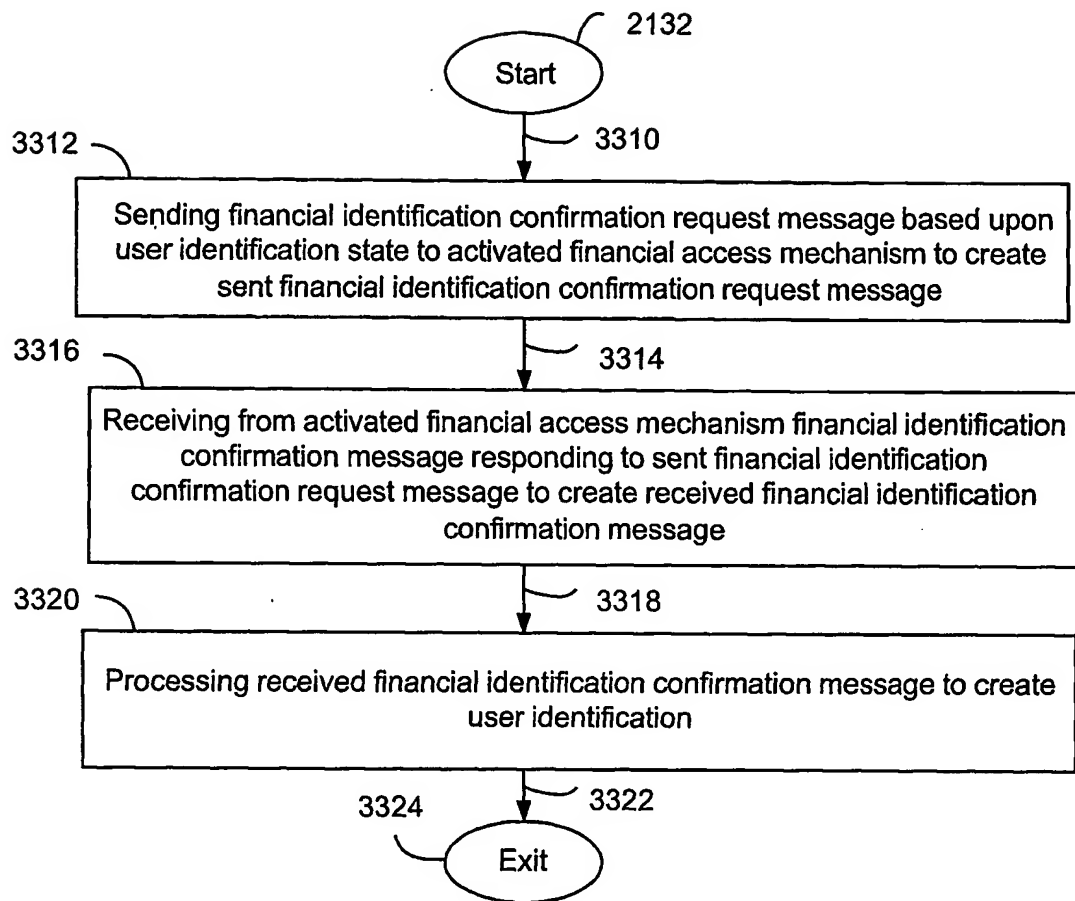 2132
Start
3310
3312
Sending financial identification confirmation request message based upon
user identification state to activated financial access mechanism to create
sent financial identification confirmation request message
3314
3316
Receiving from activated financial access mechanism financial identification
confirmation message responding to sent financial identification
confirmation request message to create received financial identification
confirmation message
3318
3320
Processing received financial identification confirmation message to create
user identification
3322
3324
Exit